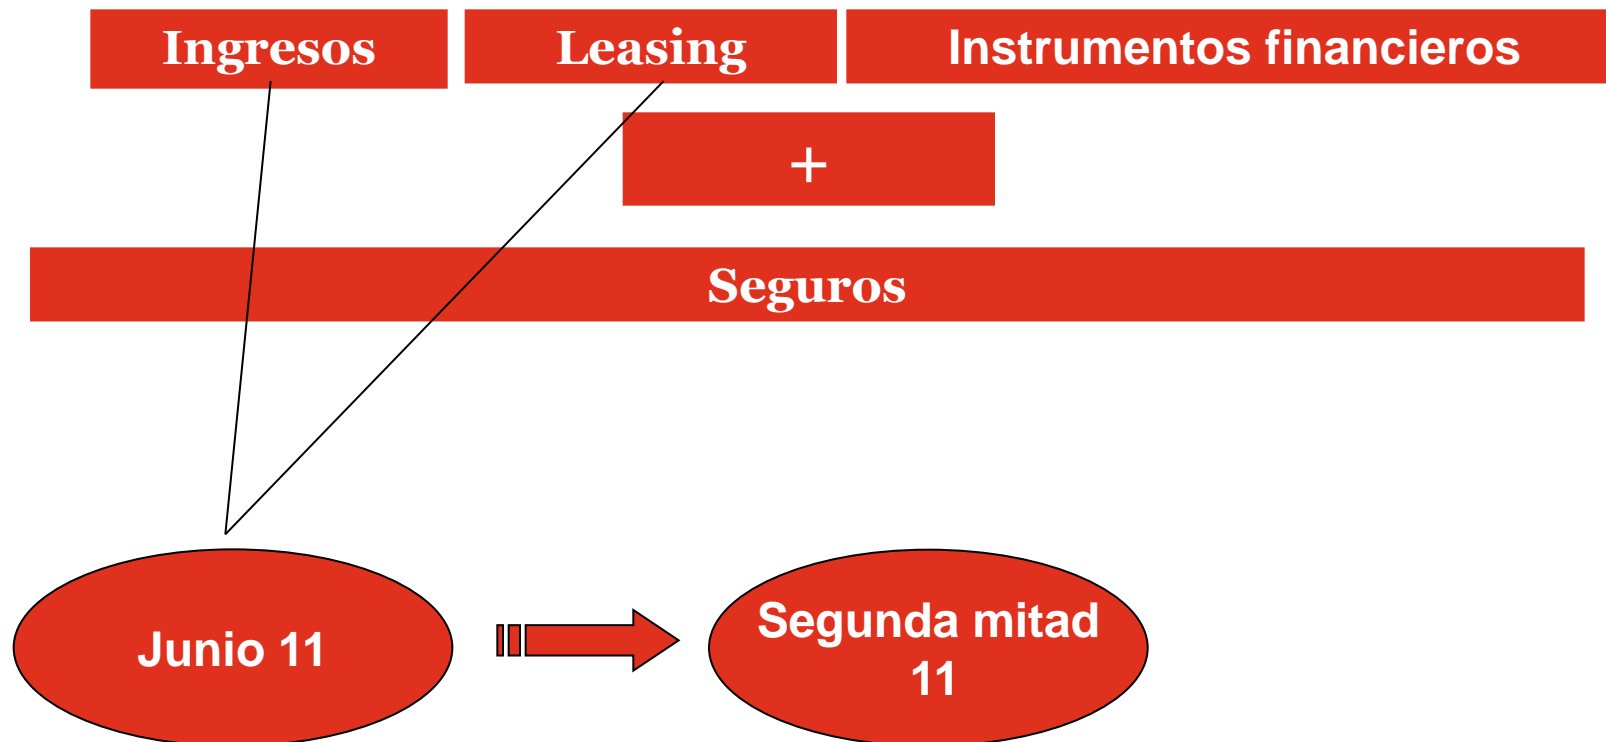 Ingresos
Leasing
Instrumentos financieros
+
Seguros
Junio 11
Segunda mitad
11